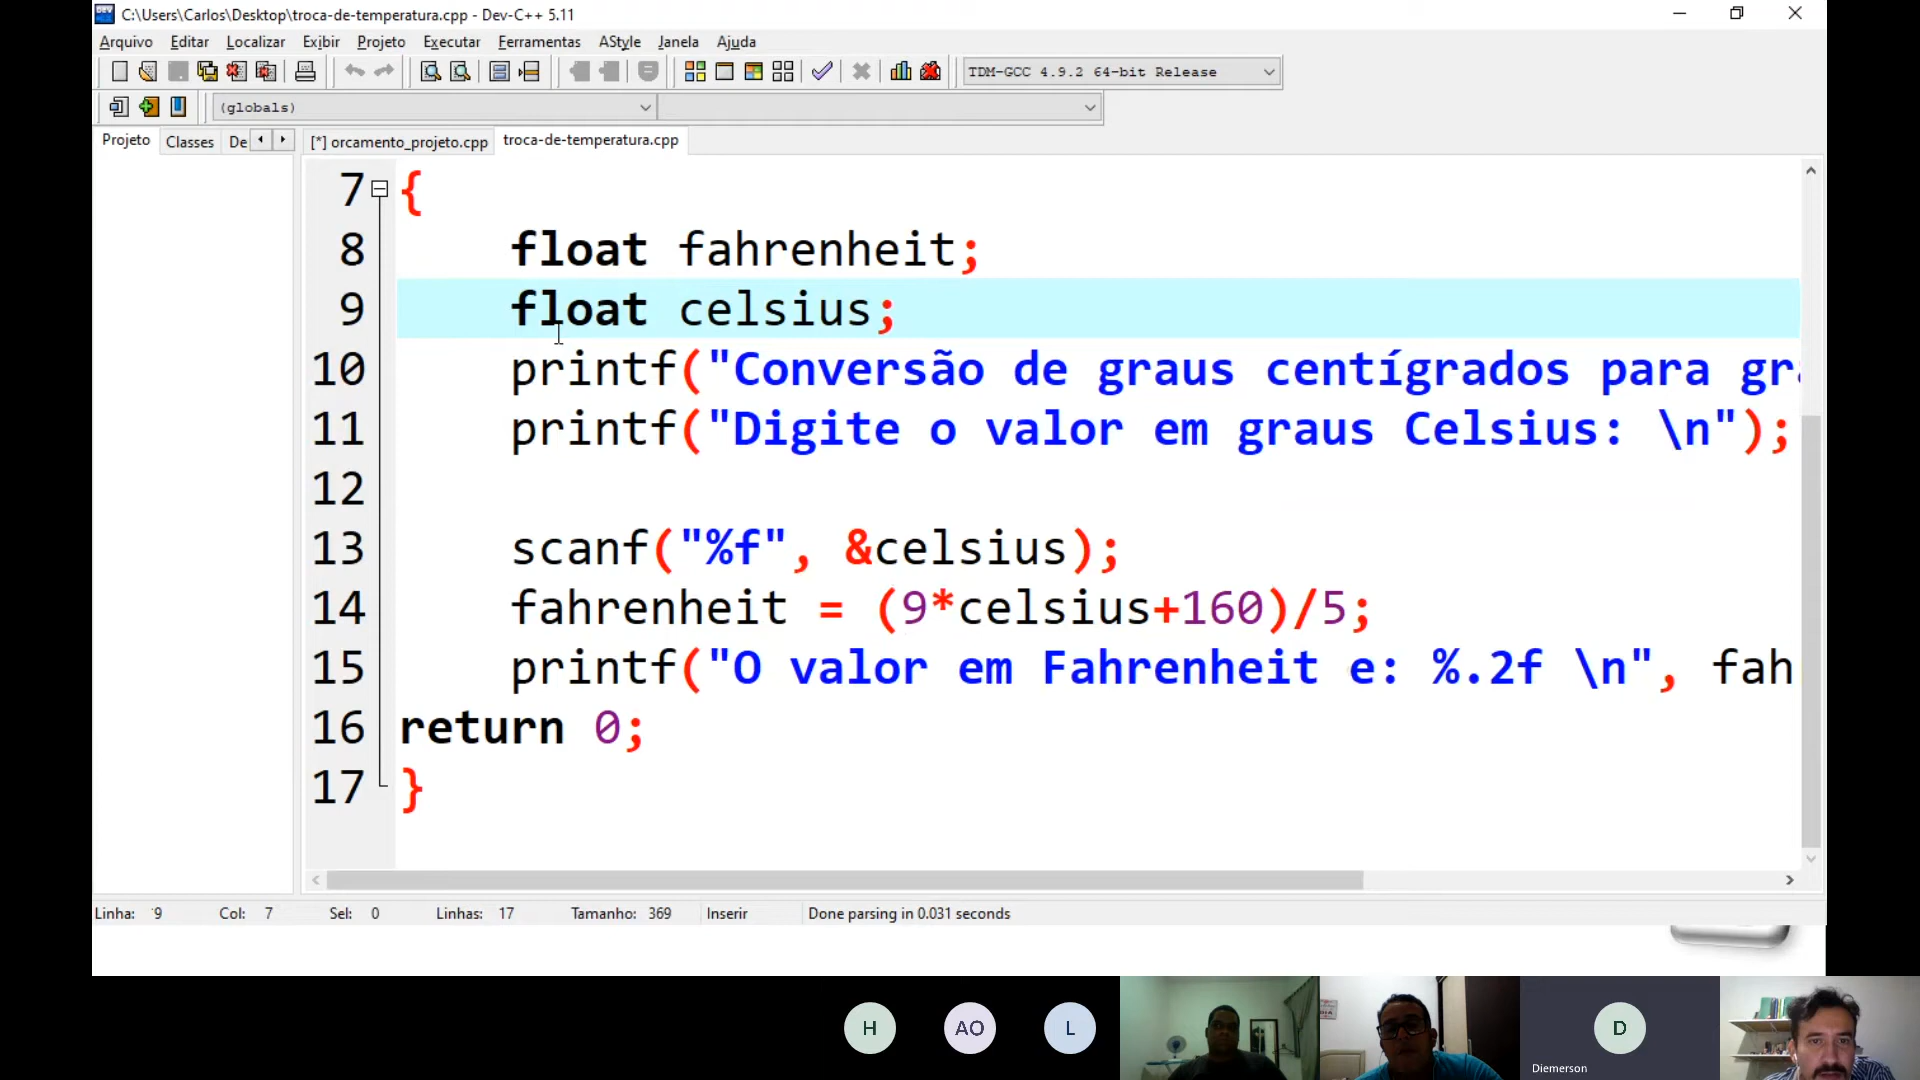 C:\Users\Carlos\Desktop\troca-de-temperatura.cpp - Dev-C++ 5.11
Arquivo Editar Localizar Exibir Projeto Executar Ferramentas AStyle Janela Ajuda
TDM-GCC 4.9.2 64-bit Release
(globals)
Projeto Classes De [*] orcamento_projeto.cpp troca-de-temperatura.cpp
7 {
8 float fahrenheit;
9 float celsius;
10 printf("Conversão de graus centígrados para gra
11 printf("Digite o valor em graus Celsius: \n");
12
13 scanf("%f", &celsius);
14 fahrenheit = (9*celsius+160)/5;
15 printf("O valor em Fahrenheit e: %.2f \n", fah
16 return 0;
17 }
Linha: 9 Col: 7 Sel: 0 Linhas: 17 Tamanho: 369 Inserir Done parsing in 0.031 seconds
H AO L D
Diemerson